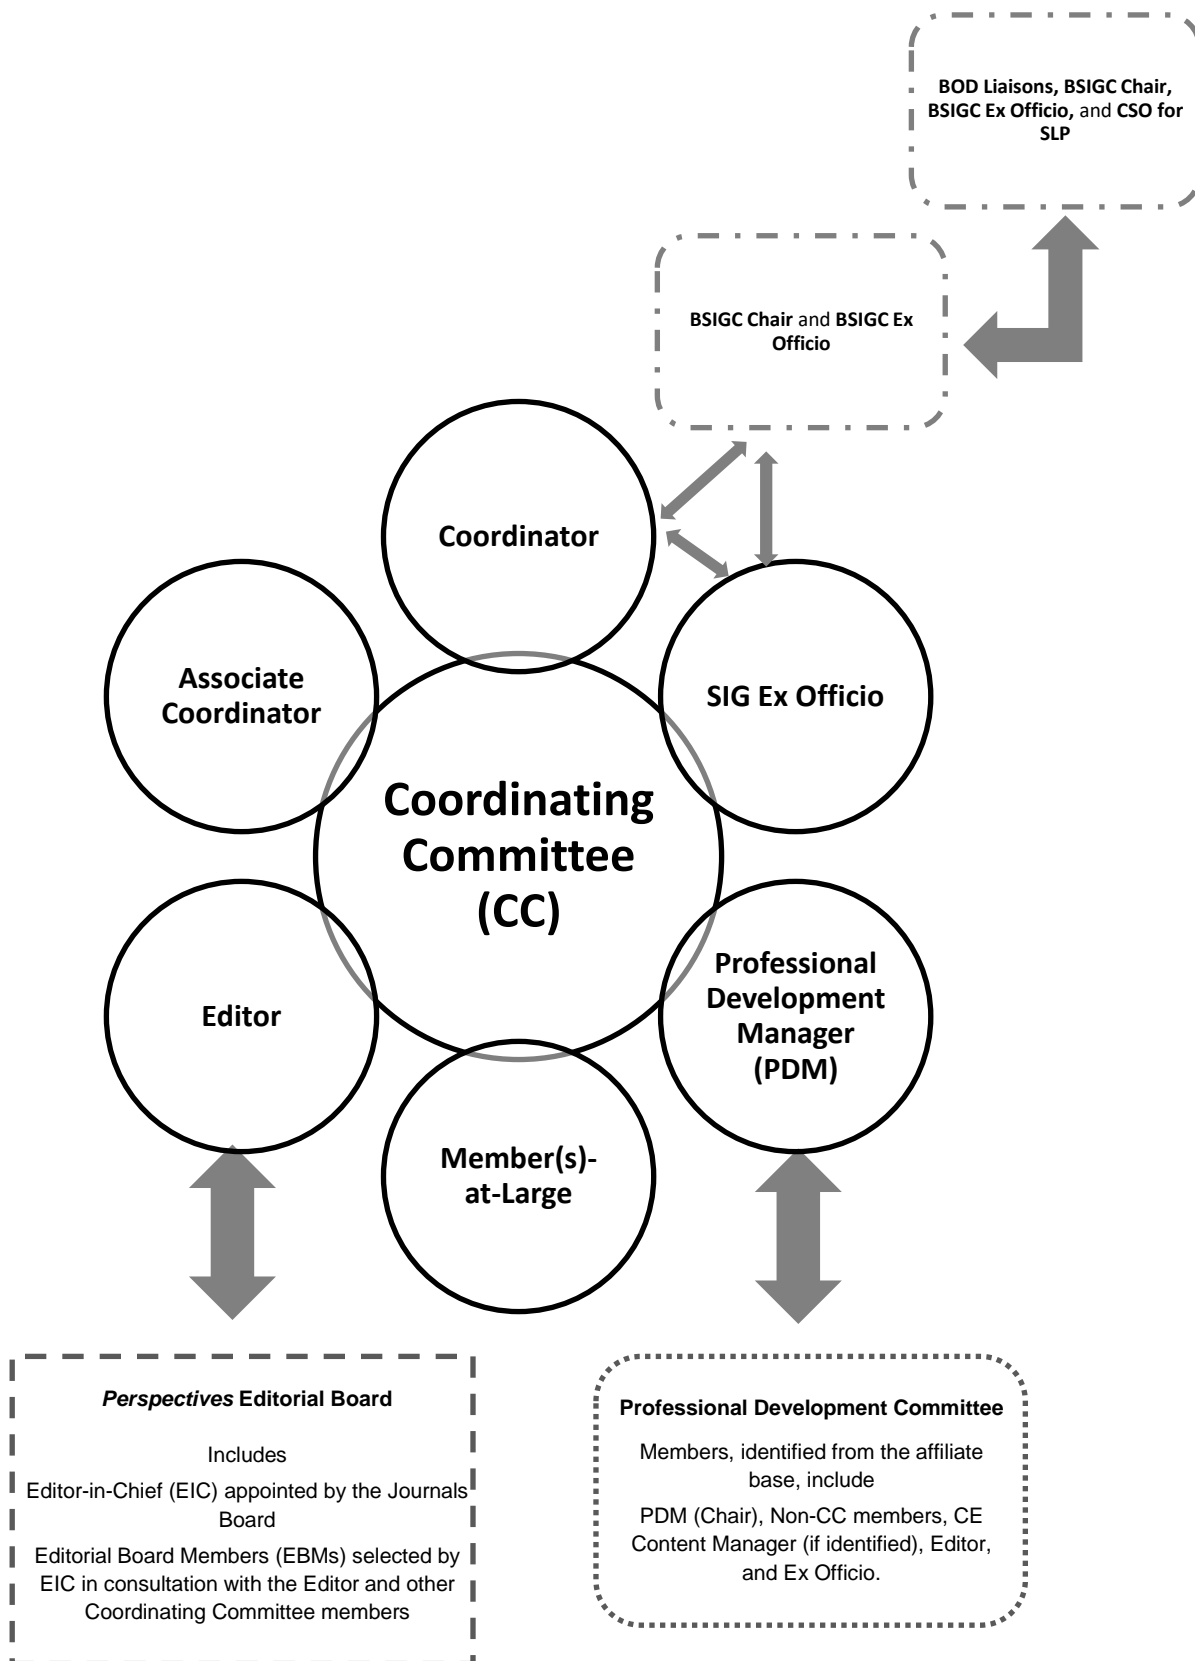 BOD Liaisons, BSIGC Chair,
BSIGC Ex Officio, and CSO for
SLP
BSIGC Chair and BSIGC Ex
Officio
Coordinator
Associate
Coordinator
SIG Ex Officio
Coordinating
Committee
(CC)
Editor
Professional
Development
Manager
(PDM)
Member(s)-
at-Large
Perspectives Editorial Board
Includes
Editor-in-Chief (EIC) appointed by the Journals
Board
Editorial Board Members (EBMs) selected by
EIC in consultation with the Editor and other
Coordinating Committee members
Professional Development Committee
Members, identified from the affiliate
base, include
PDM (Chair), Non-CC members, CE
Content Manager (if identified), Editor,
and Ex Officio.